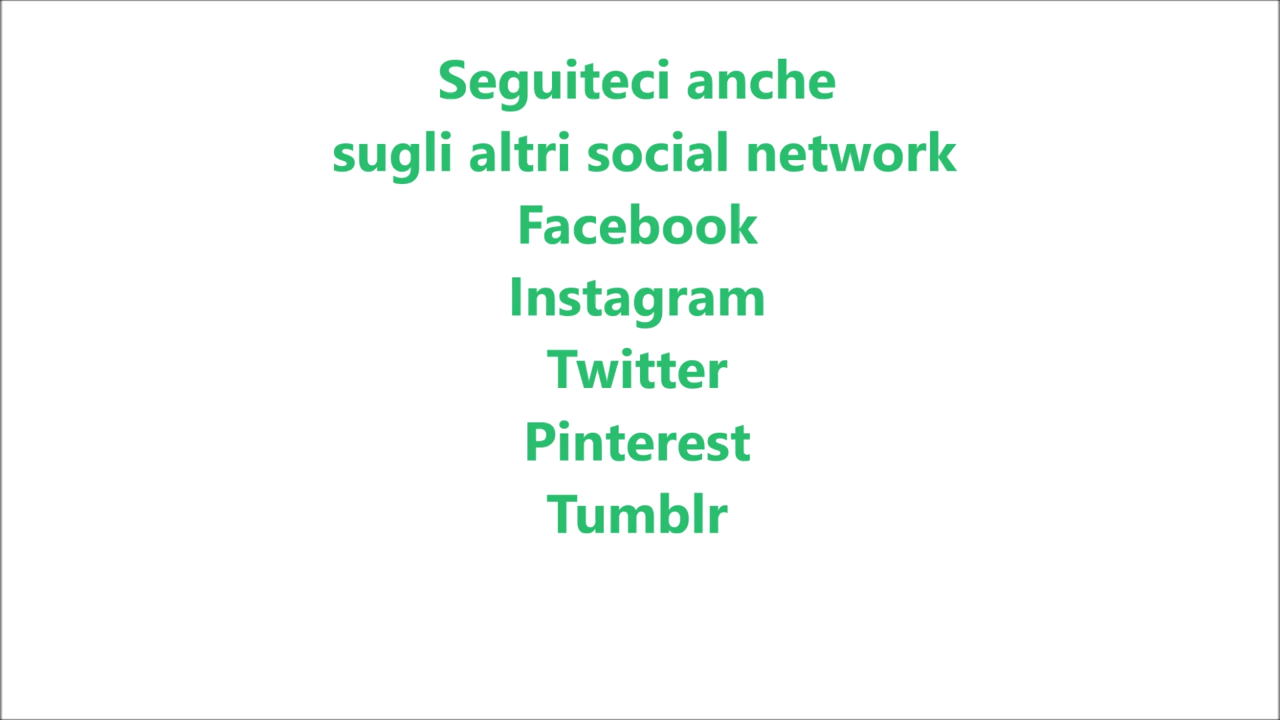 Seguiteci anche
sugli altri social network
Facebook
Instagram
Twitter
Pinterest
Tumblr